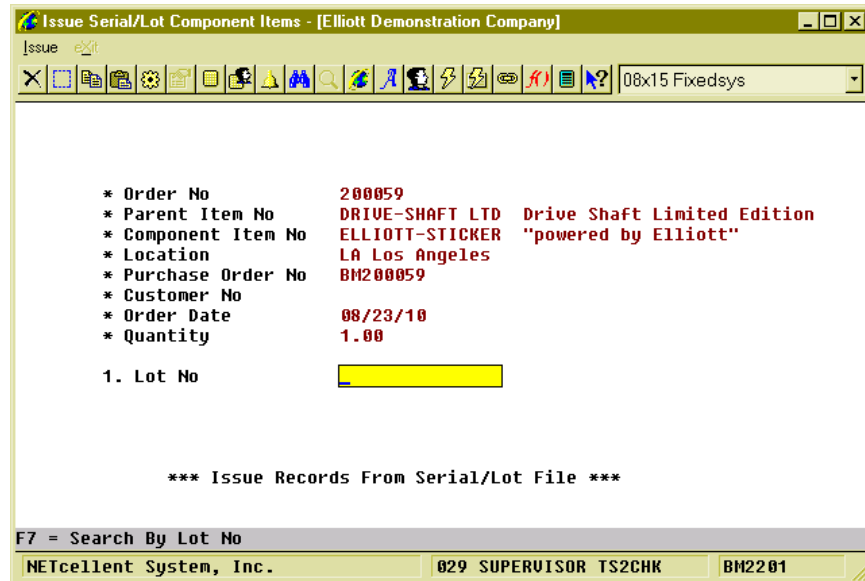 Issue Serial/Lot Component Items - [Elliott Demonstration Company]
Issue eXit
08x15 Fixedsys
* Order No 200059
* Parent Item No DRIVE-SHAFT LTD Drive Shaft Limited Edition
* Component Item No ELLIOTT-STICKER "powered by Elliott"
* Location LA Los Angeles
* Purchase Order No BM200059
* Customer No
* Order Date 08/23/10
* Quantity 1.00
1. Lot No
*** Issue Records From Serial/Lot File ***
F7 = Search By Lot No
NETcellent System, Inc. 029 SUPERVISOR TS2CHK BM2201